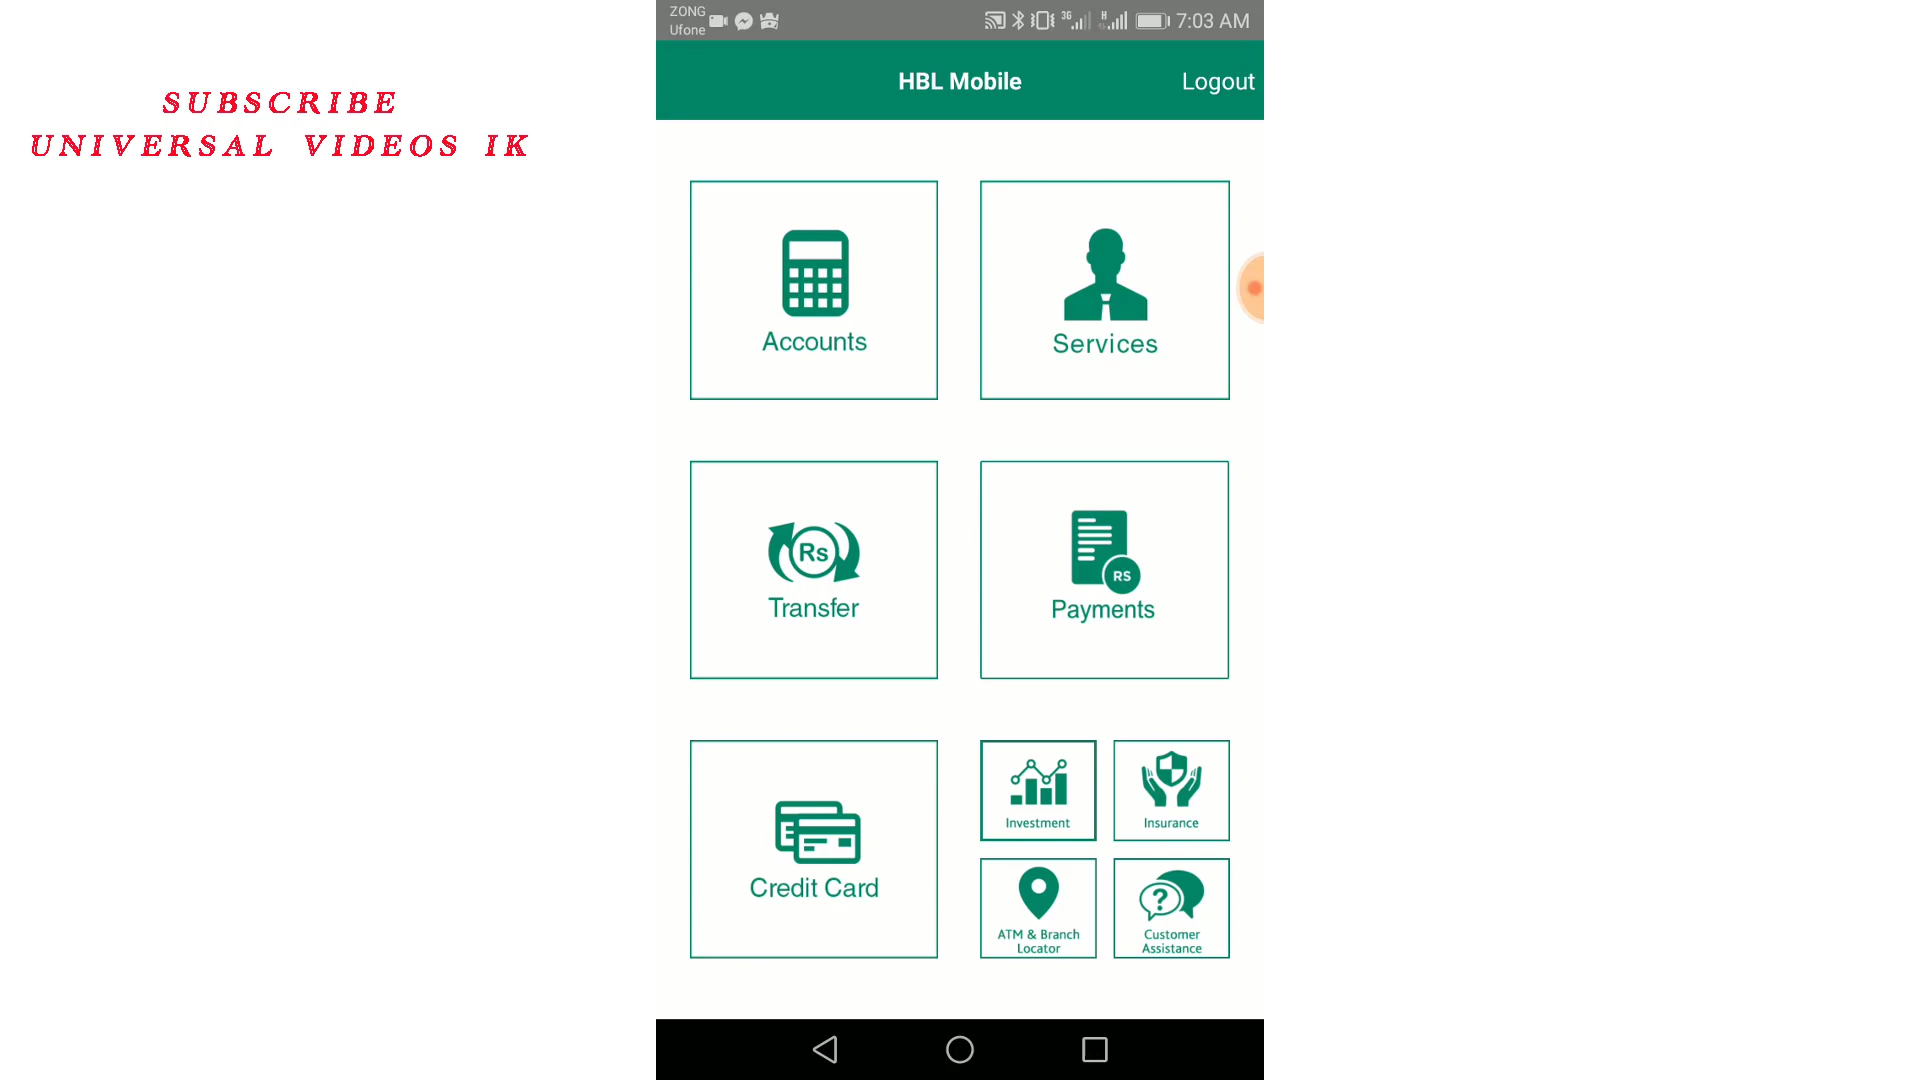 ZONG
Ufone
3G
H
7:03 AM
HBL Mobile
Logout
SUBSCRIBE
UNIVERSAL VIDEOS IK
Accounts
Services
Rs
Transfer
RS
Payments
Credit Card
Investment
Insurance
ATM & Branch
Locator
?
Customer
Assistance